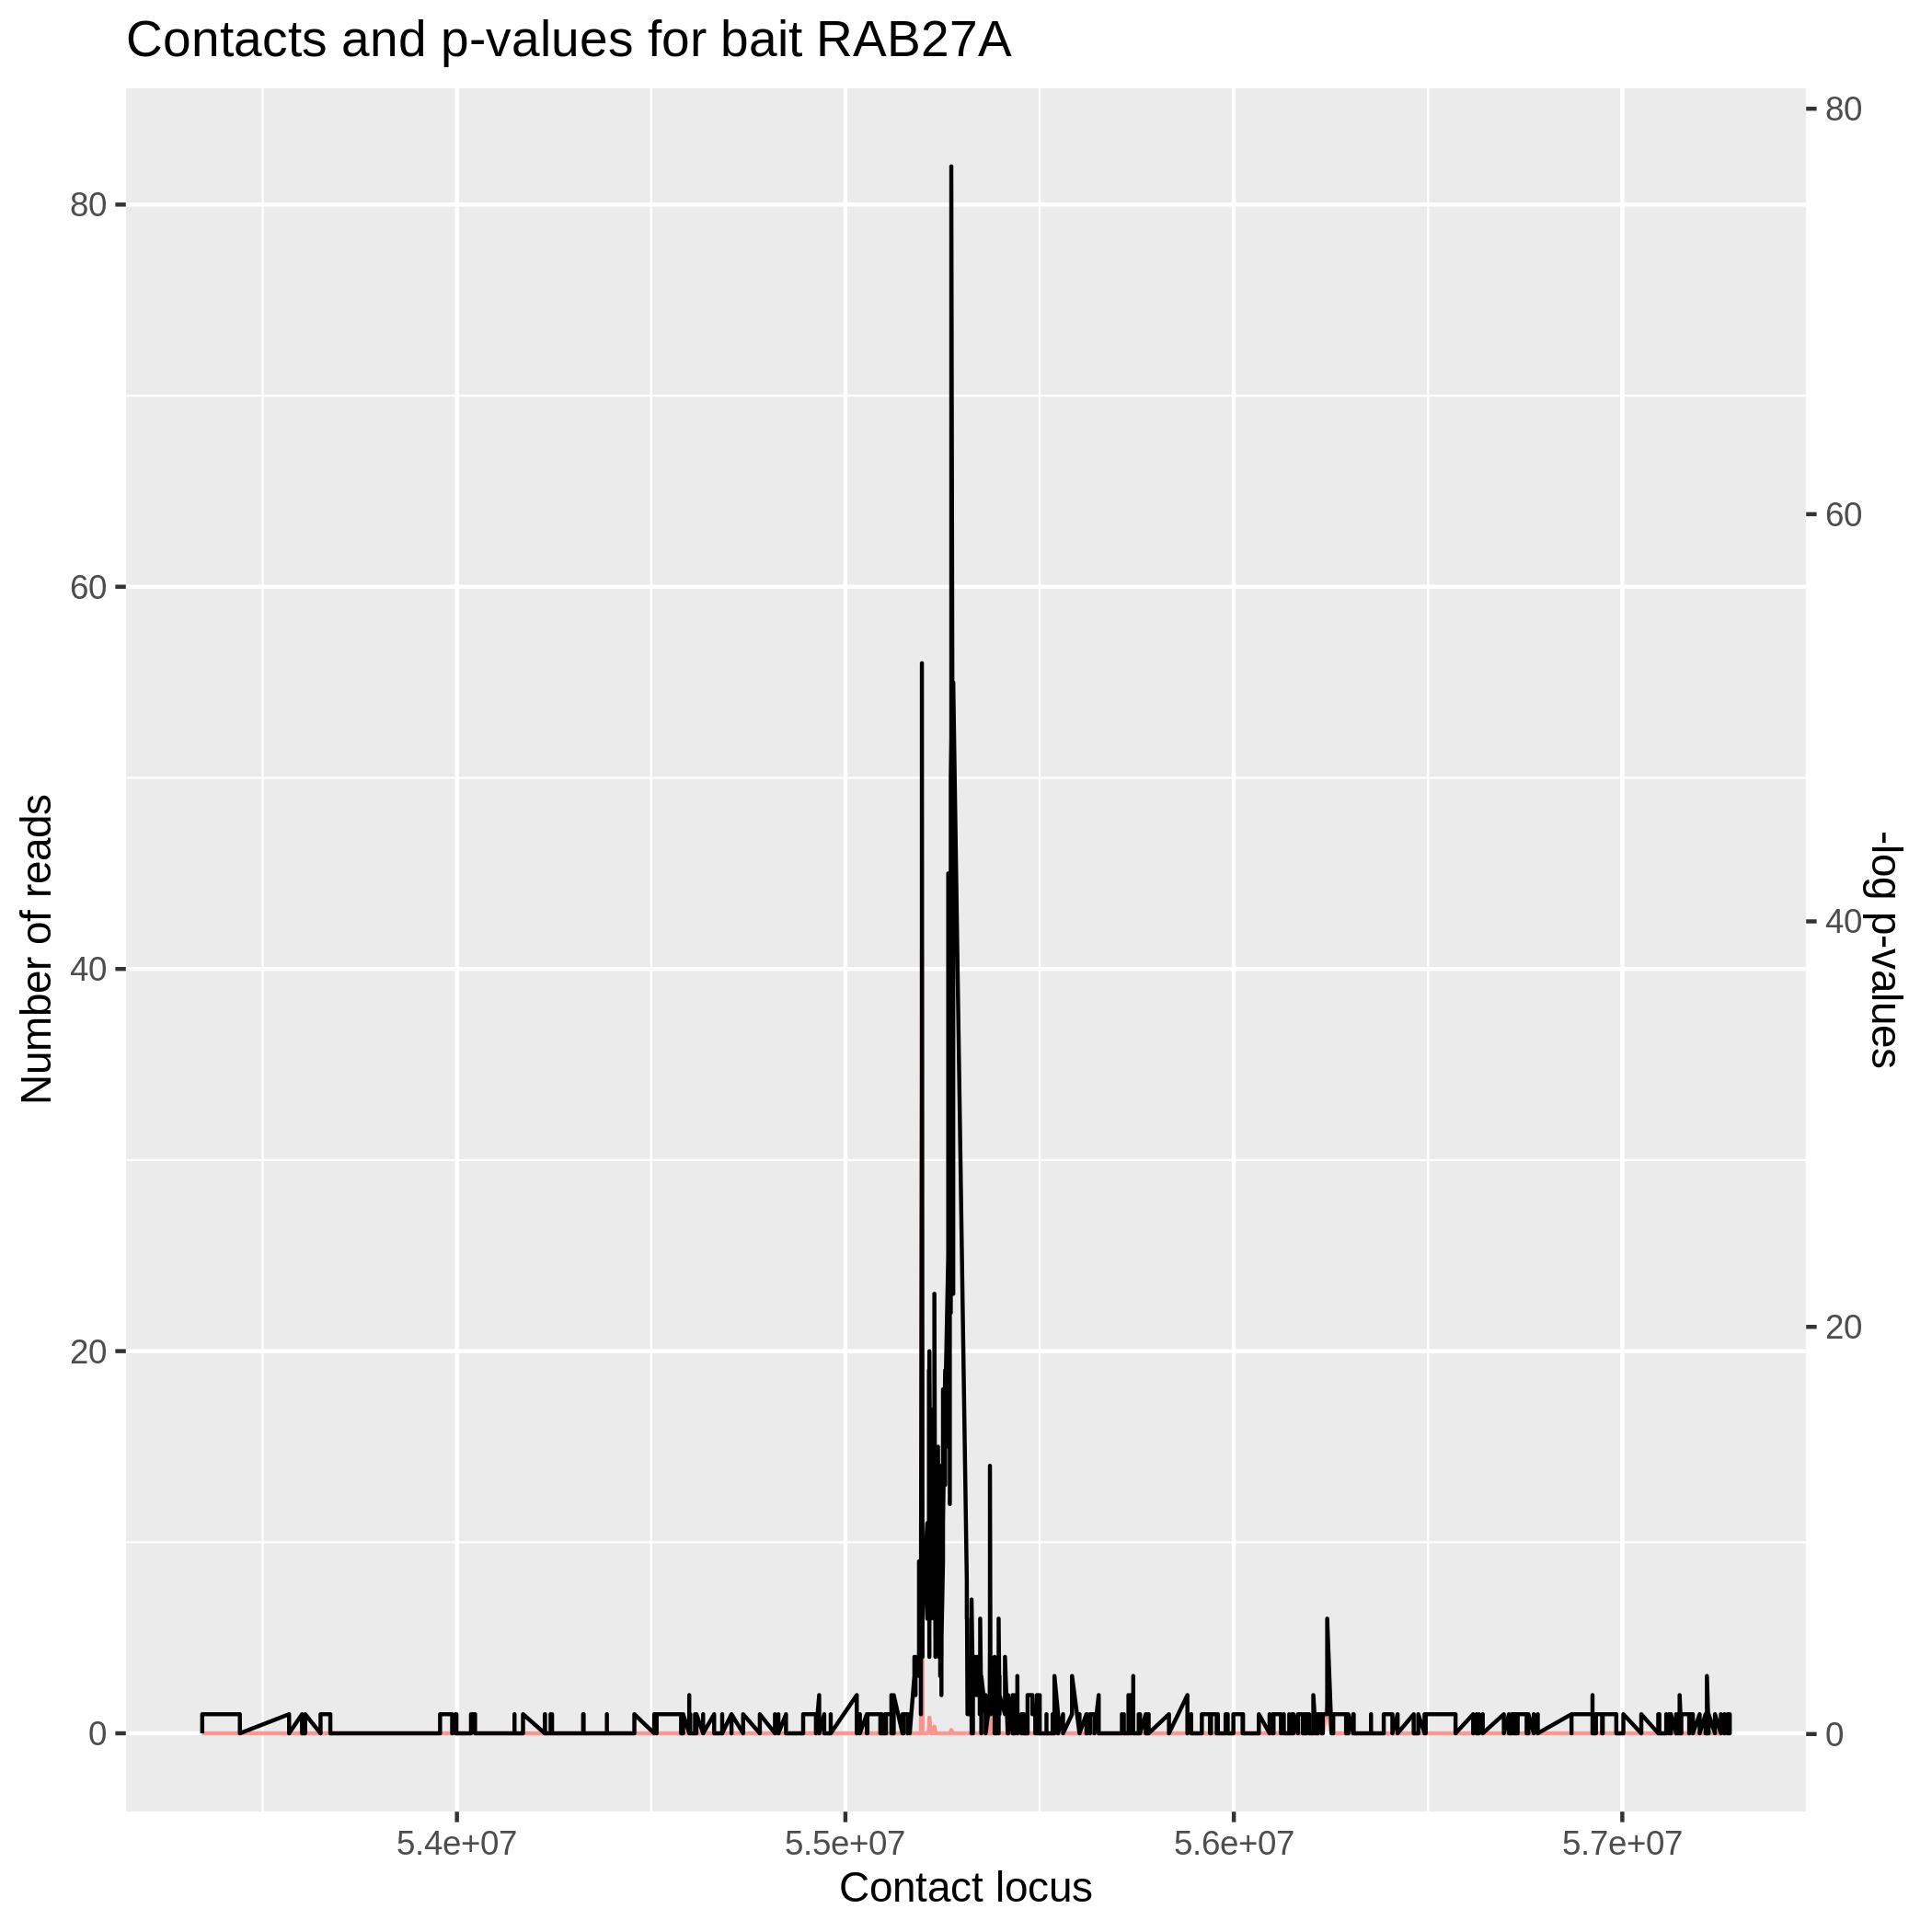 Contacts and p-values for bait RAB27A
80
60
40
20
0
Number of reads
80
60
40
20
0
-log p-values
5.4e+07
5.5e+07
5.6e+07
5.7e+07
Contact locus